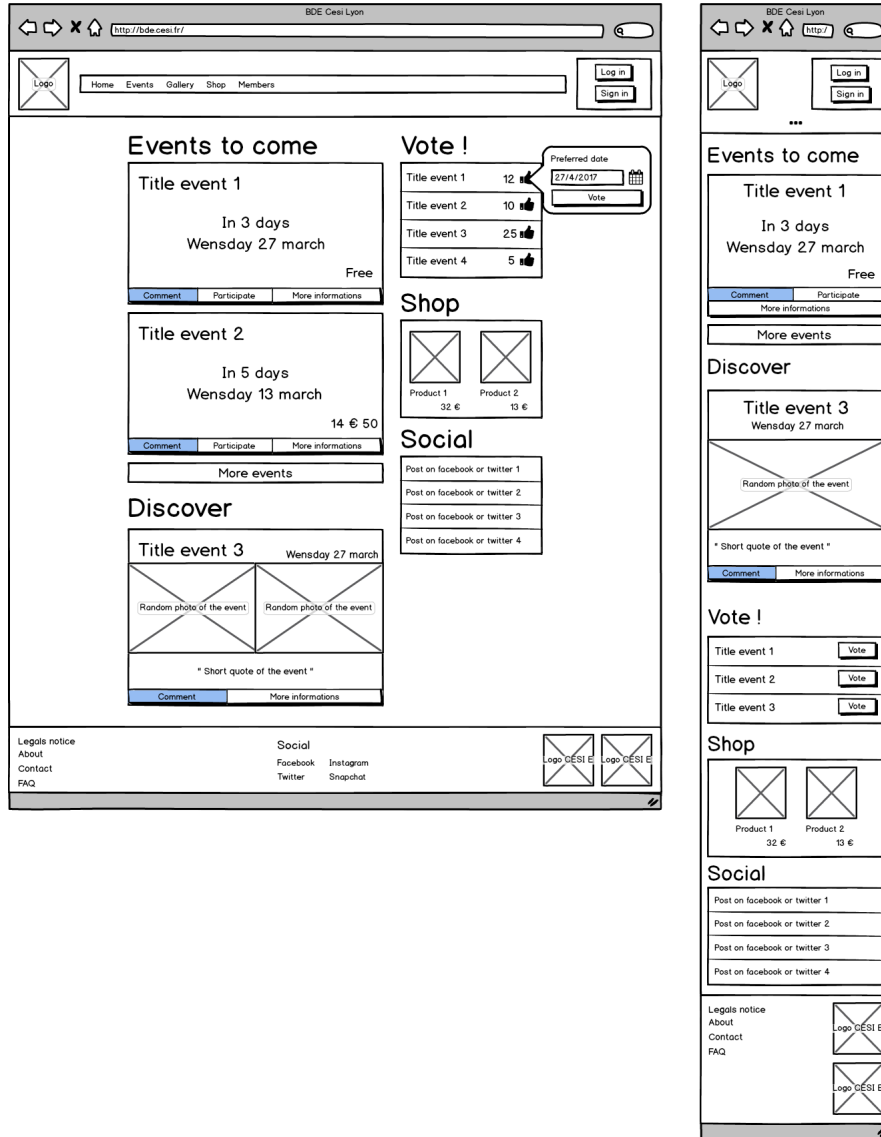 BDE Cesi Lyon
http://bde.cesi.fr/
Logo
Home Events Gallery Shop Members
Log in
Sign in
Events to come
Title event 1
In 3 days
Wensday 27 march
Free
Comment Participate More informations
Title event 2
In 5 days
Wensday 13 march
14 € 50
Comment Participate More informations
More events
Discover
Title event 3 Wensday 27 march
Random photo of the event Random photo of the event
" Short quote of the event "
Comment More informations
Vote !
Title event 1 12
Title event 2 10
Title event 3 25
Title event 4 5
Preferred date
27/4/2017
Vote
Shop
Product 1 Product 2
32 € 13 €
Social
Post on facebook or twitter 1
Post on facebook or twitter 2
Post on facebook or twitter 3
Post on facebook or twitter 4
Legals notice
About
Contact
FAQ
Social
Facebook Instagram
Twitter Snapchat
Logo CESI E Logo CESI E
BDE Cesi Lyon
http:/
Logo
Log in
Sign in
•••
Events to come
Title event 1
In 3 days
Wensday 27 march
Free
Comment Participate
More informations
More events
Discover
Title event 3
Wensday 27 march
Random photo of the event
" Short quote of the event "
Comment More informations
Vote !
Title event 1 Vote
Title event 2 Vote
Title event 3 Vote
Shop
Product 1 Product 2
32 € 13 €
Social
Post on facebook or twitter 1
Post on facebook or twitter 2
Post on facebook or twitter 3
Post on facebook or twitter 4
Legals notice
About
Contact
FAQ
Logo CESI E
Logo CESI E